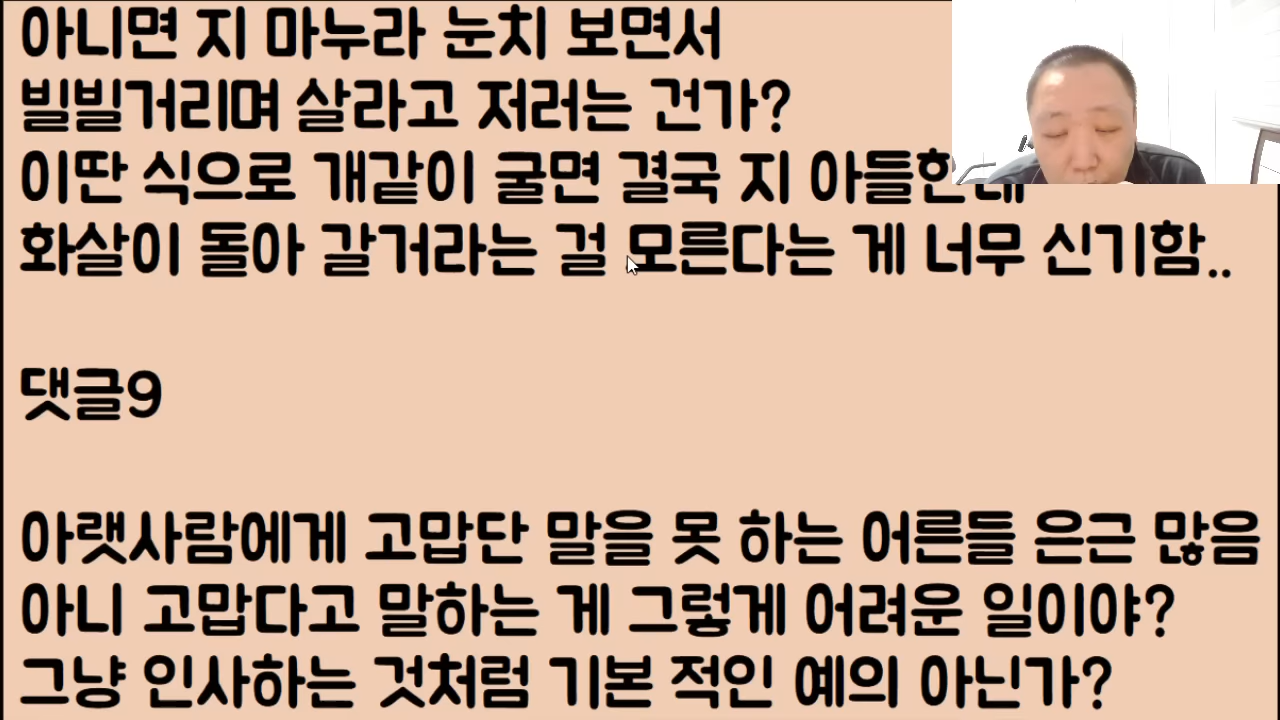 아니면 지 마누라 눈치 보면서
빌빌거리며 살라고 저러는 건가?
이딴 식으로 개같이 굴면 결국 지 아들한테
화살이 돌아 갈거라는 걸 모른다는 게 너무 신기함..
댓글9
아랫사람에게 고맙단 말을 못 하는 어른들 은근 많음
아니 고맙다고 말하는 게 그렇게 어려운 일이야?
그냥 인사하는 것처럼 기본 적인 예의 아닌가?